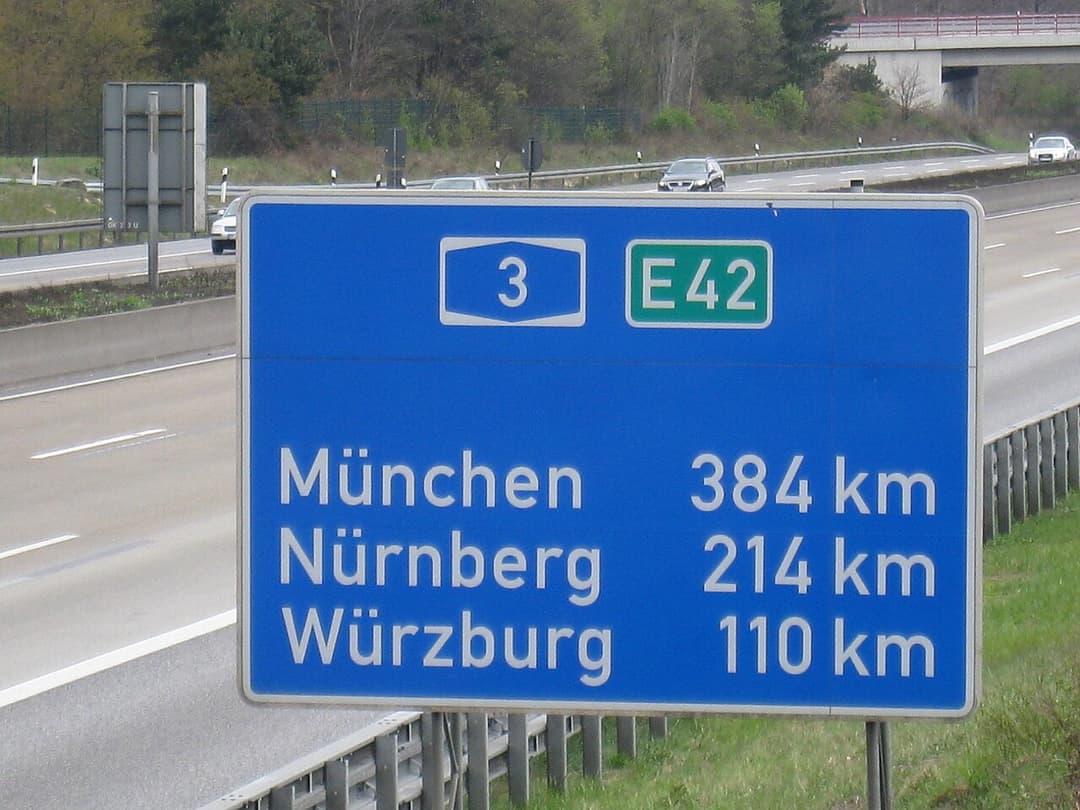 3 E42
München 384 km
Nürnberg 214 km
Würzburg 110 km